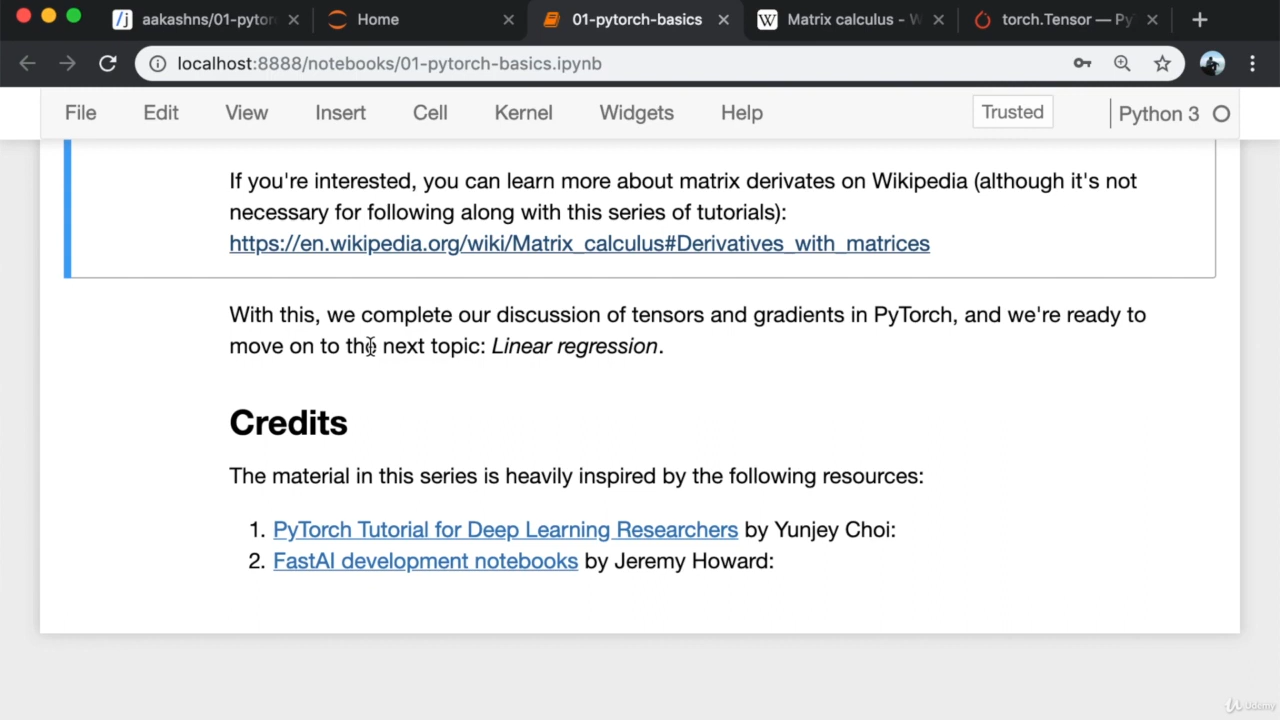 aakashns/01-pytor
Home
01-pytorch-basics
Matrix calculus - W
torch.Tensor — Py
localhost:8888/notebooks/01-pytorch-basics.ipynb
File Edit View Insert Cell Kernel Widgets Help Trusted Python 3
If you're interested, you can learn more about matrix derivates on Wikipedia (although it's not
necessary for following along with this series of tutorials):
https://en.wikipedia.org/wiki/Matrix_calculus#Derivatives_with_matrices
With this, we complete our discussion of tensors and gradients in PyTorch, and we're ready to
move on to the next topic: Linear regression.
Credits
The material in this series is heavily inspired by the following resources:
1. PyTorch Tutorial for Deep Learning Researchers by Yunjey Choi:
2. FastAI development notebooks by Jeremy Howard:
Udemy